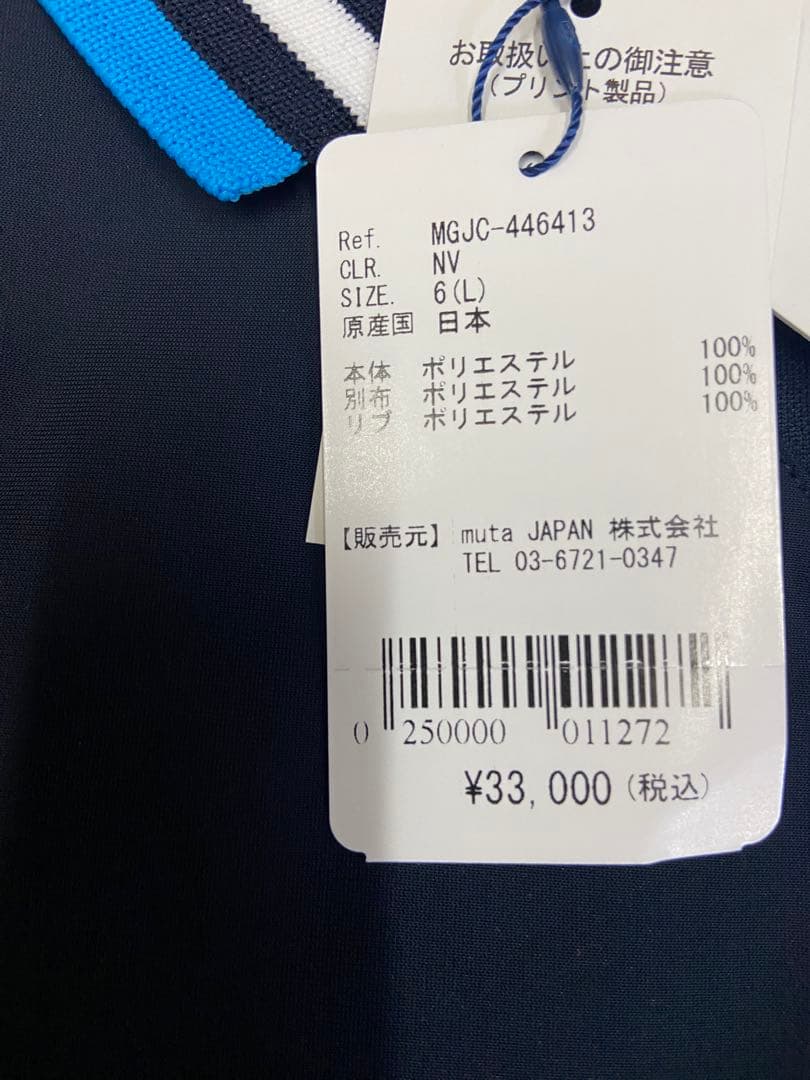 お取扱い上の御注意
(プリント製品)
Ref. MGJC-446413
CLR. NV
SIZE. 6(L)
原産国 日本
本体 ポリエステル 100%
別布 ポリエステル 100%
リブ ポリエステル 100%
【販売元】 muta JAPAN 株式会社
TEL 03-6721-0347
0 250000 011272
¥33,000(税込)